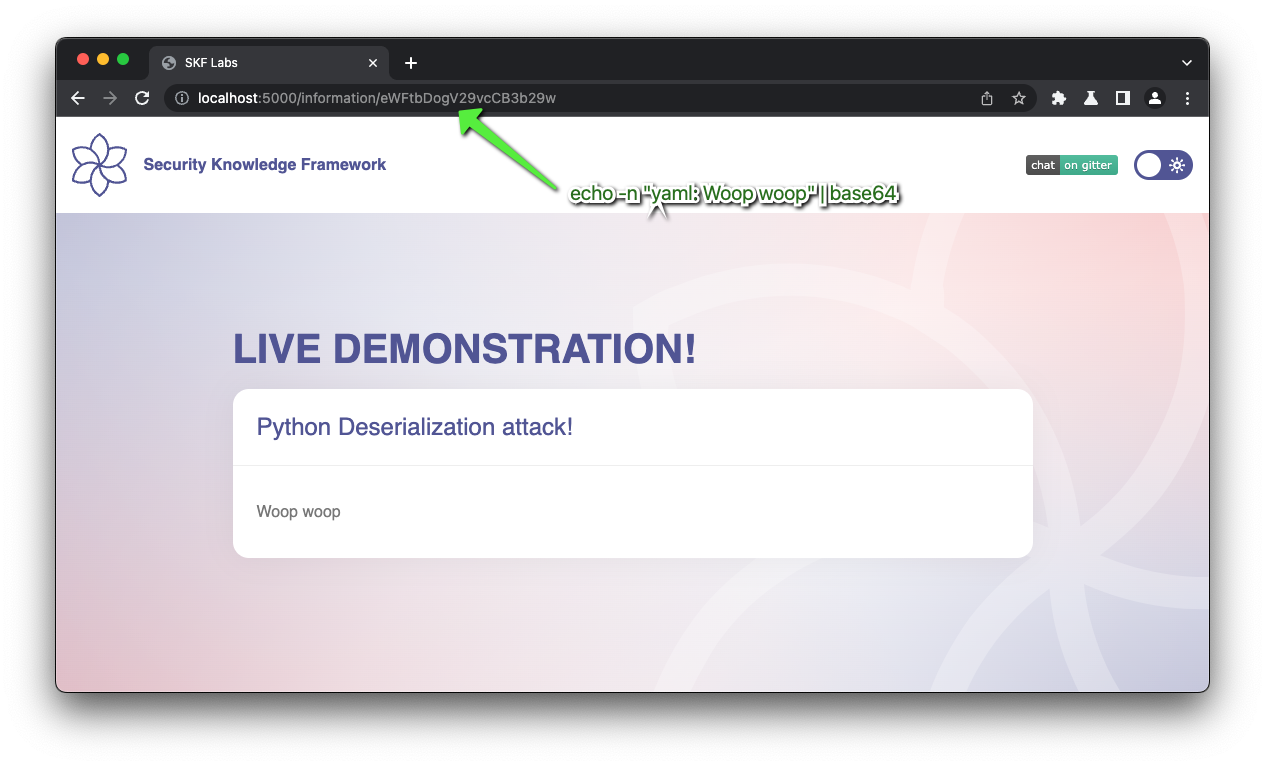 SKF Labs
localhost:5000/information/eWFtbDogV29vcCB3b29w
Security Knowledge Framework
chat on gitter
echo -n "yaml: Woop woop" | base64
LIVE DEMONSTRATION!
Python Deserialization attack!
Woop woop